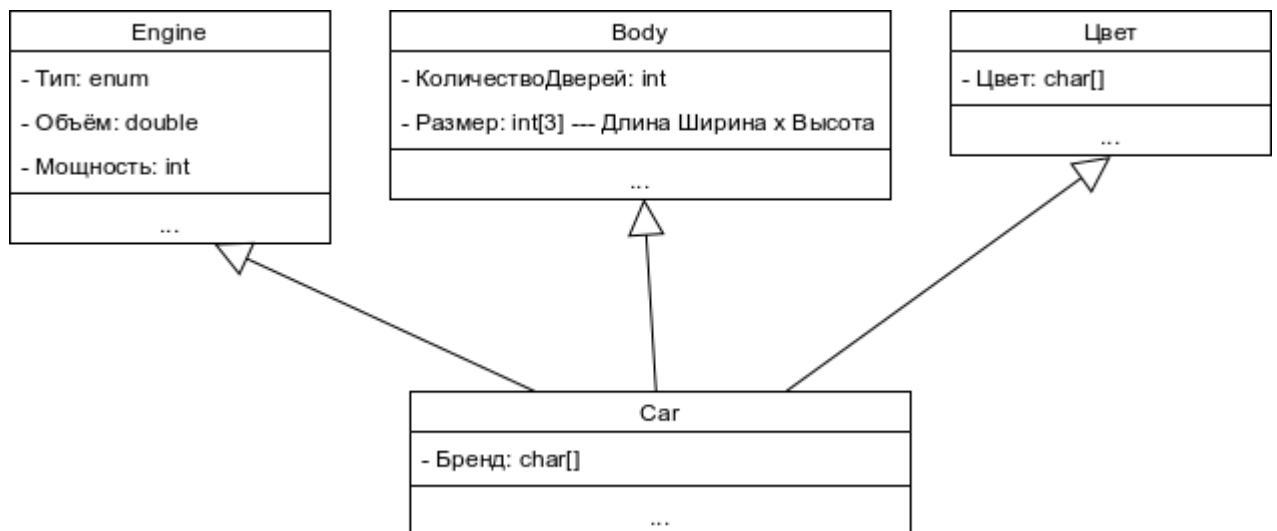 Engine
- Тип: enum
- Объём: double
- Мощность: int
...
Body
- КоличествоДверей: int
- Размер: int[3] --- Длина Ширина x Высота
...
Цвет
- Цвет: char[]
...
Car
- Бренд: char[]
...